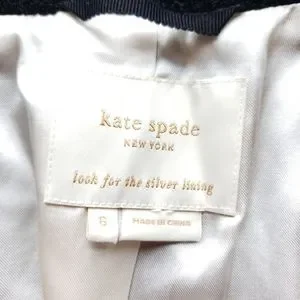 kate spade
NEW YORK
look for the silver lining
6
MADE IN CHINA